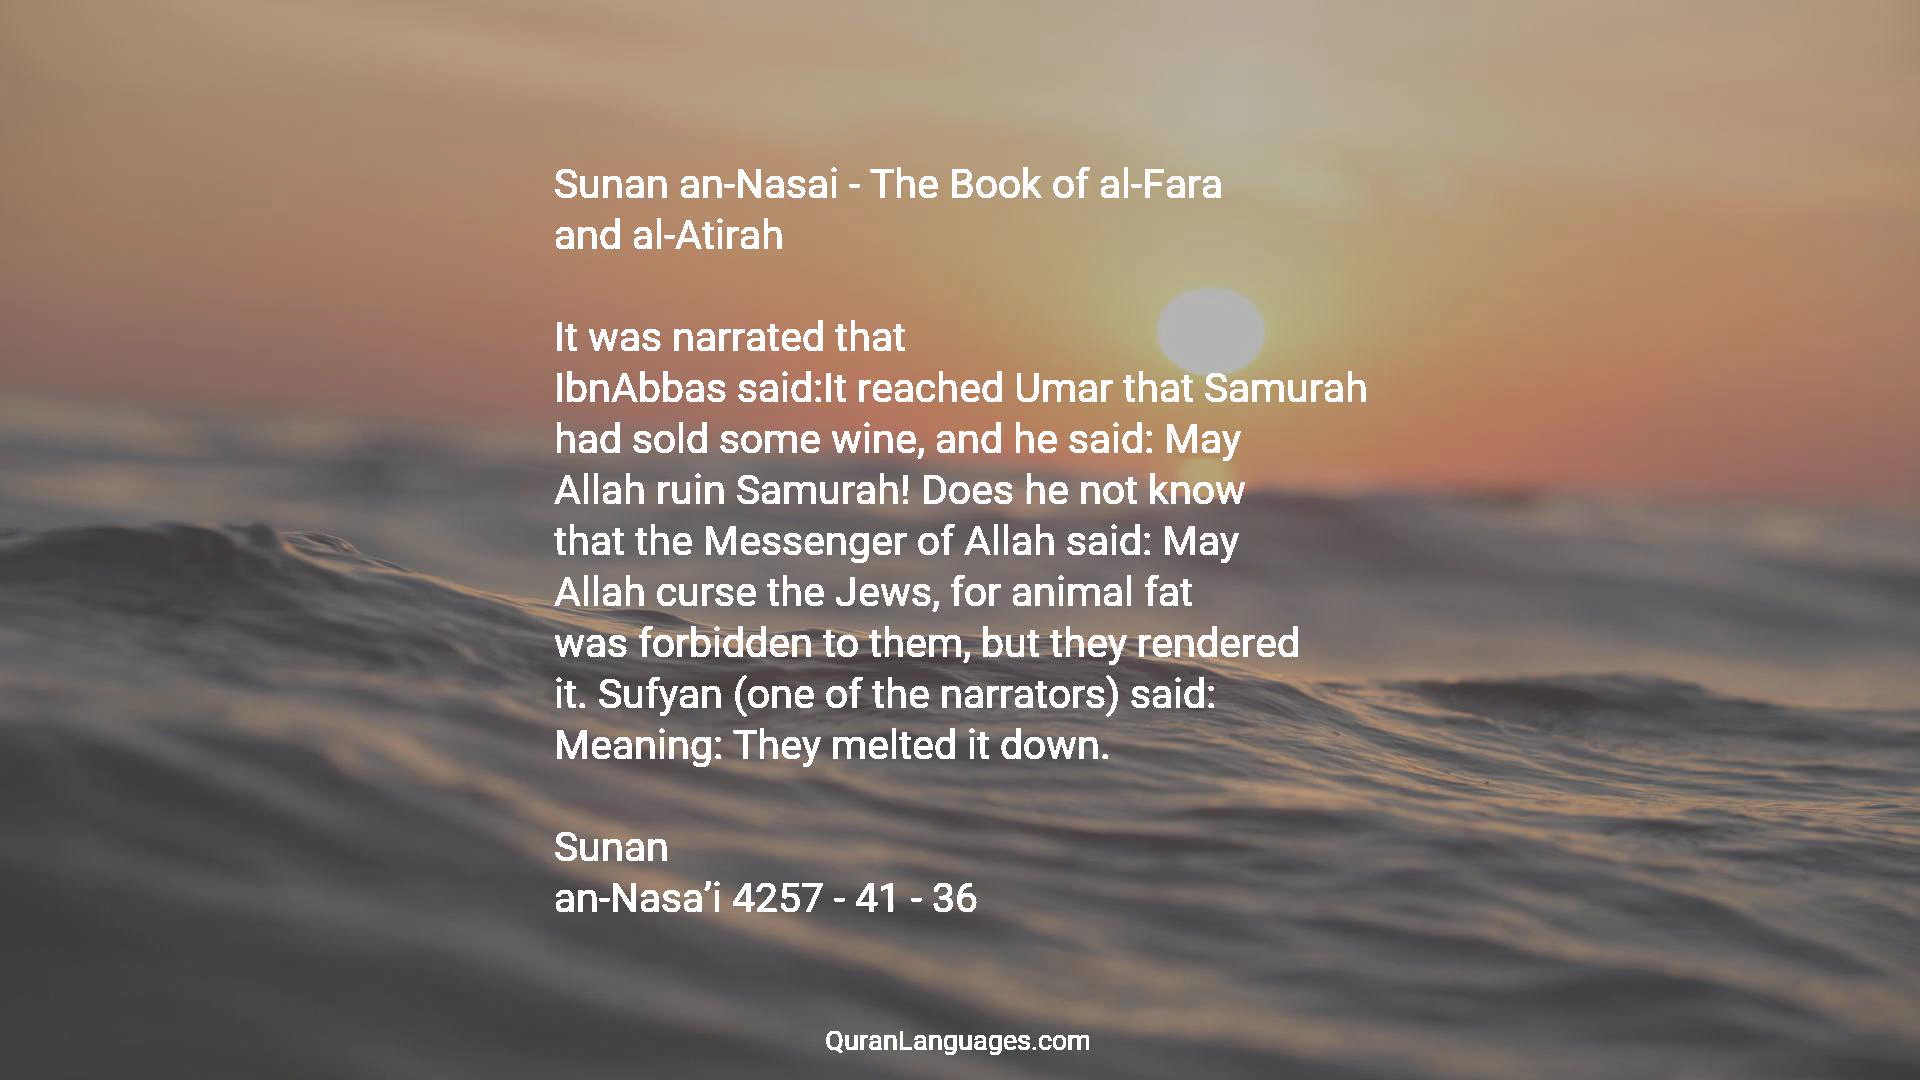 Sunan an-Nasai - The Book of al-Fara
and al-Atirah
It was narrated that
IbnAbbas said:It reached Umar that Samurah
had sold some wine, and he said: May
Allah ruin Samurah! Does he not know
that the Messenger of Allah said: May
Allah curse the Jews, for animal fat
was forbidden to them, but they rendered
it. Sufyan (one of the narrators) said:
Meaning: They melted it down.
Sunan
an-Nasa’i 4257 - 41 - 36
QuranLanguages.com